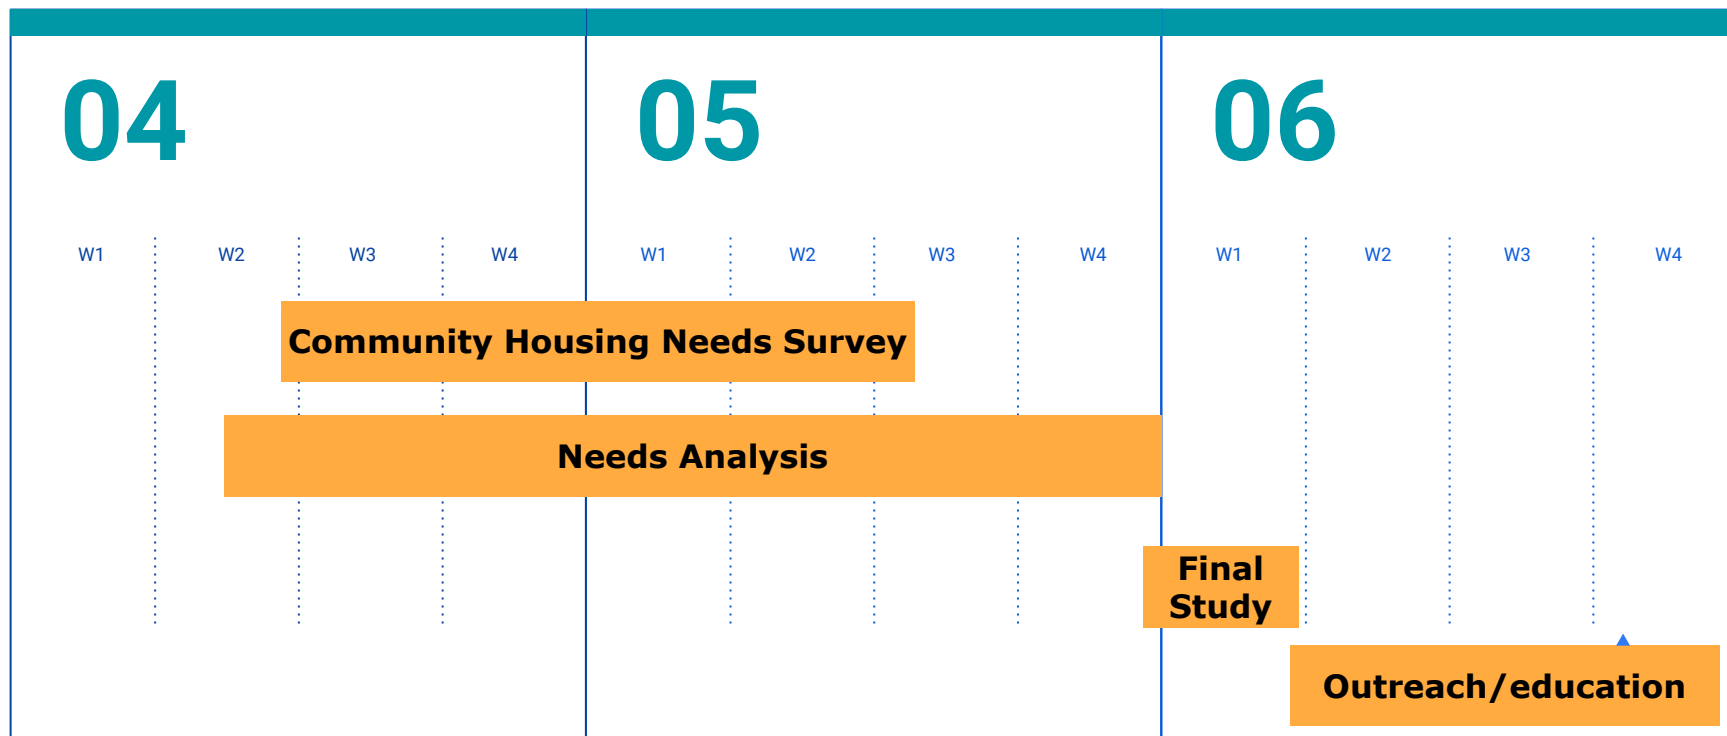 04
05
06
W1
W2
W3
W4
W1
W2
W3
W4
W1
W2
W3
W4
Community Housing Needs Survey
Needs Analysis
Final
Study
Outreach/education